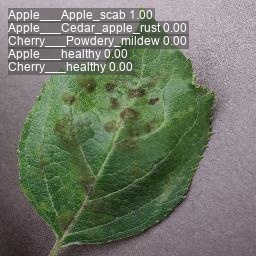 Apple___Apple_scab 1.00
Apple___Cedar_apple_rust 0.00
Cherry___Powdery_mildew 0.00
Apple___healthy 0.00
Cherry___healthy 0.00